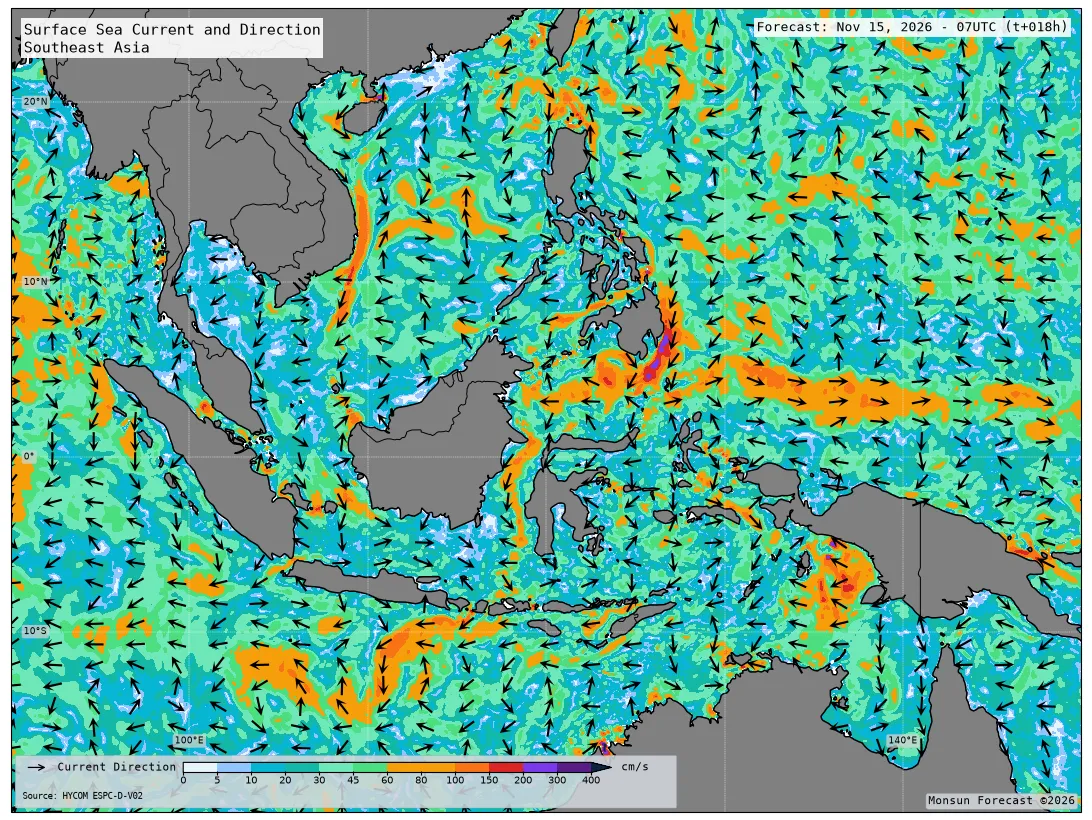 Surface Sea Current and Direction
Southeast Asia
Forecast: Nov 15, 2026 - 07UTC (t+018h)
20°N
10°N
0°
10°S
100°E
140°E
Current Direction
0 5 10 20 30 45 60 80 100 150 200 300 400
cm/s
Source: HYCOM ESPC-D-V02
Monsun Forecast ©2026